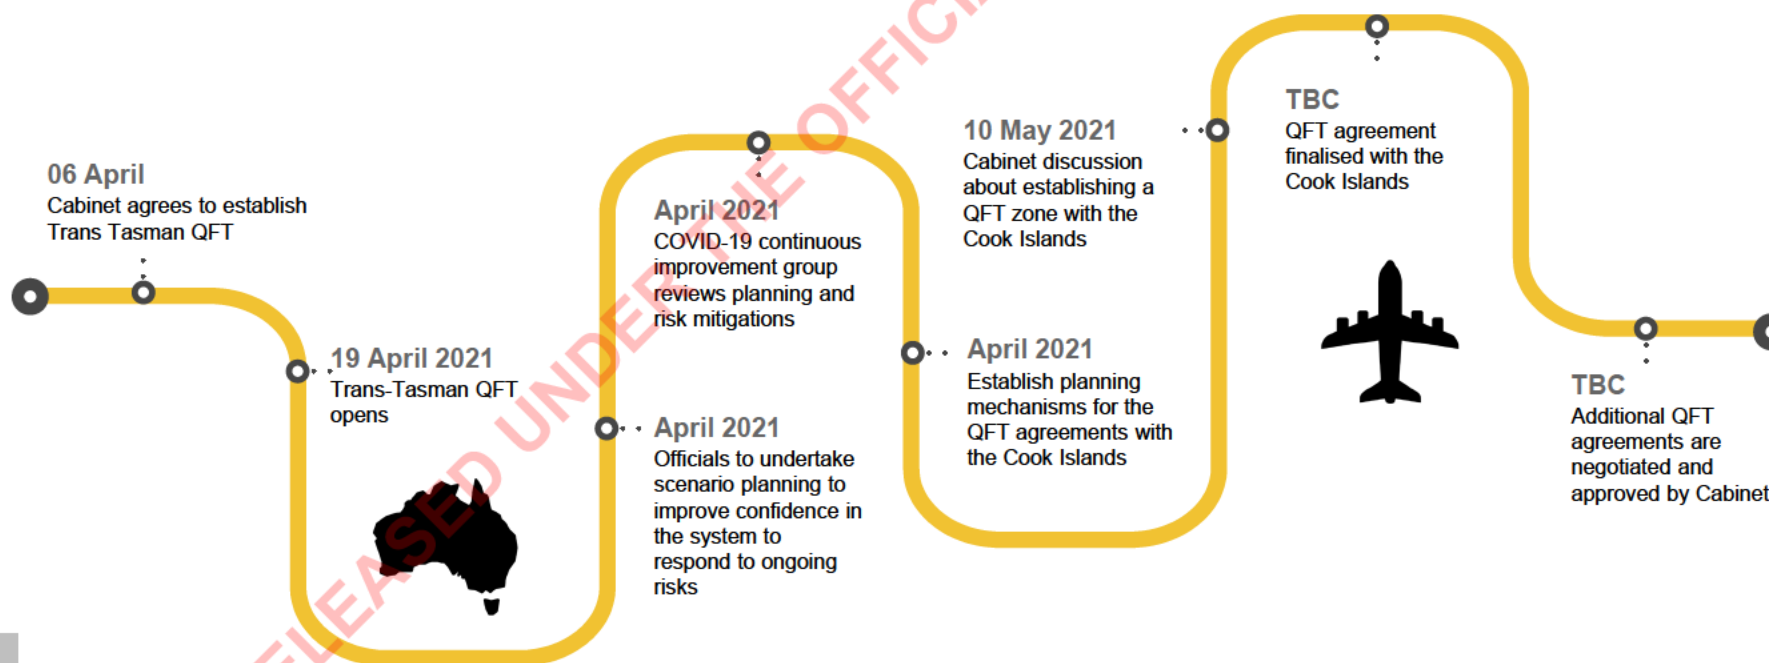 06 April
Cabinet agrees to establish
Trans Tasman QFT
19 April 2021
Trans-Tasman QFT
opens
April 2021
Officials to undertake
scenario planning to
improve confidence in
the system to
respond to ongoing
risks
April 2021
COVID-19 continuous
improvement group
reviews planning and
risk mitigations
April 2021
Establish planning
mechanisms for the
QFT agreements with
the Cook Islands
10 May 2021
Cabinet discussion
about establishing a
QFT zone with the
Cook Islands
TBC
QFT agreement
finalised with the
Cook Islands
TBC
Additional QFT
agreements are
negotiated and
approved by Cabinet
UNDER THE